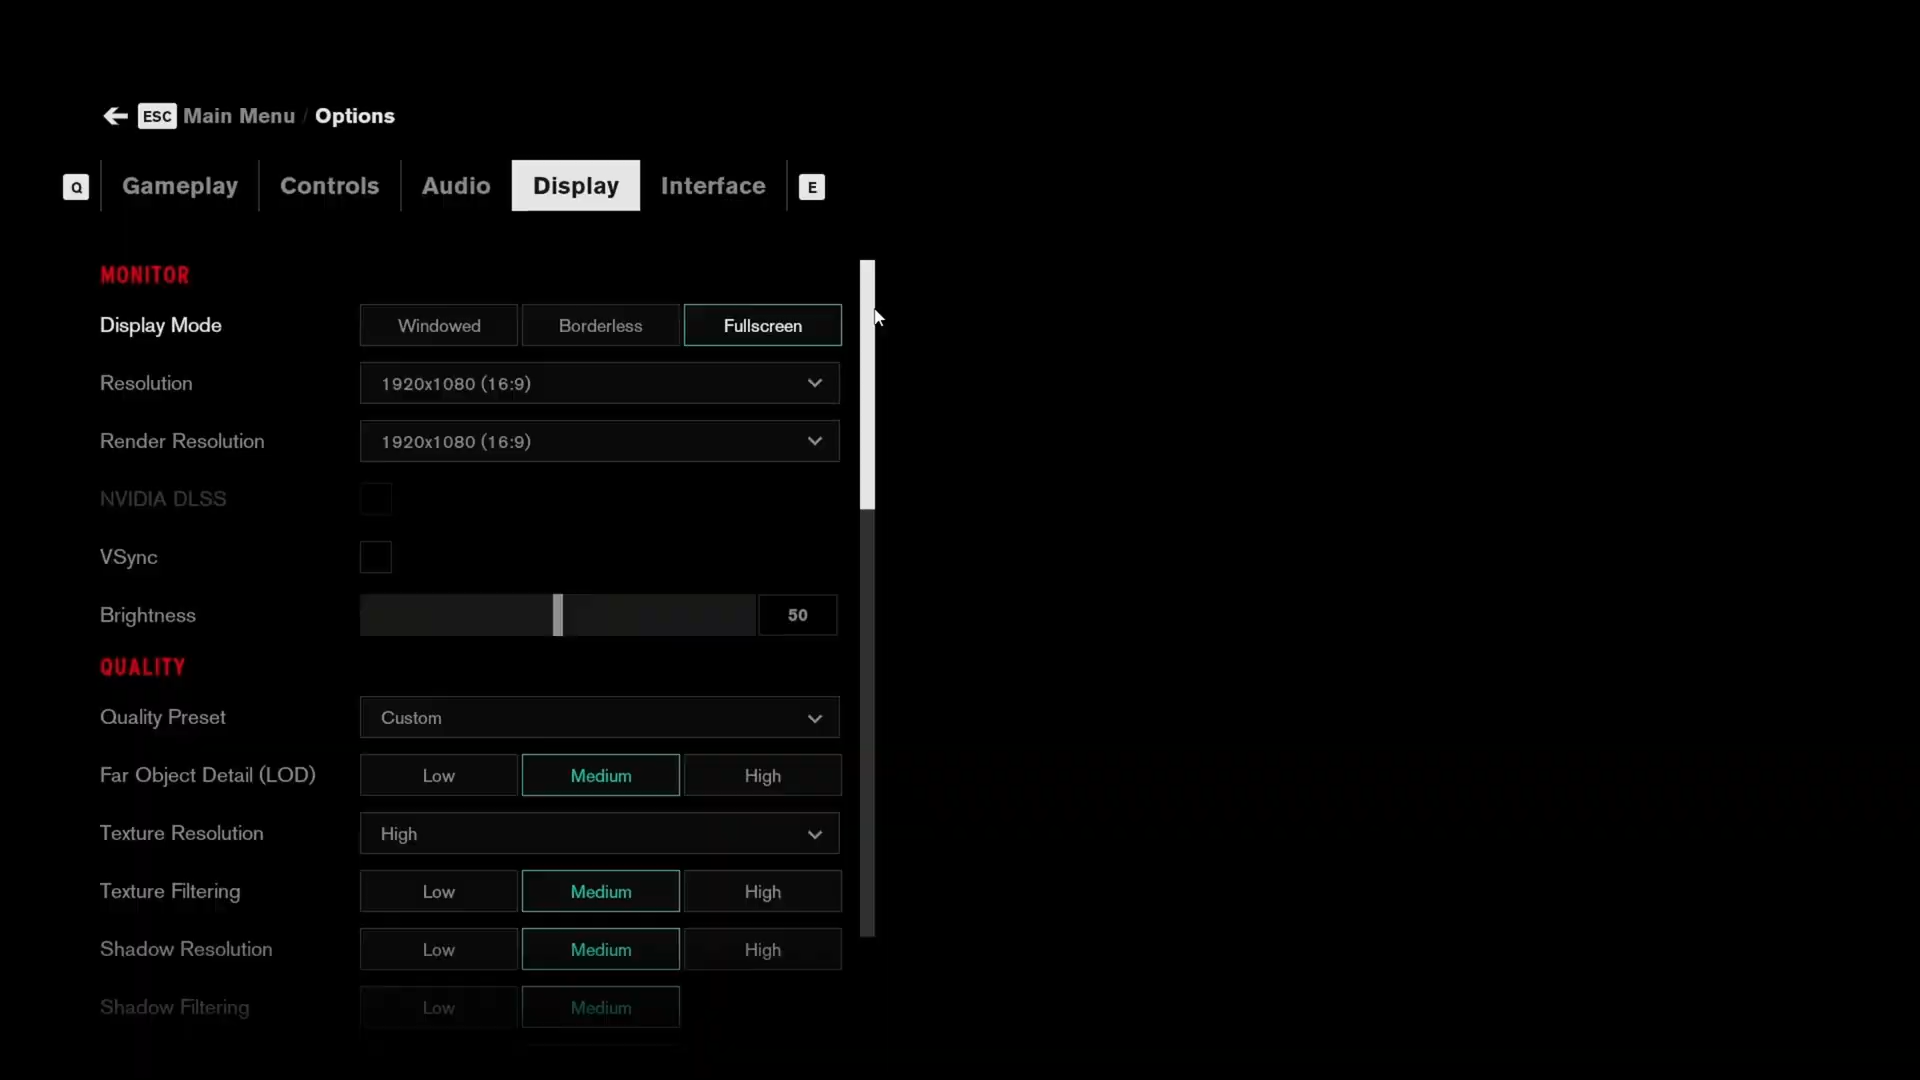 ESC Main Menu / Options
Q Gameplay Controls Audio Display Interface E
MONITOR
Display Mode Windowed Borderless Fullscreen
Resolution 1920x1080 (16:9)
Render Resolution 1920x1080 (16:9)
NVIDIA DLSS
VSync
Brightness 50
QUALITY
Quality Preset Custom
Far Object Detail (LOD) Low Medium High
Texture Resolution High
Texture Filtering Low Medium High
Shadow Resolution Low Medium High
Shadow Filtering Low Medium